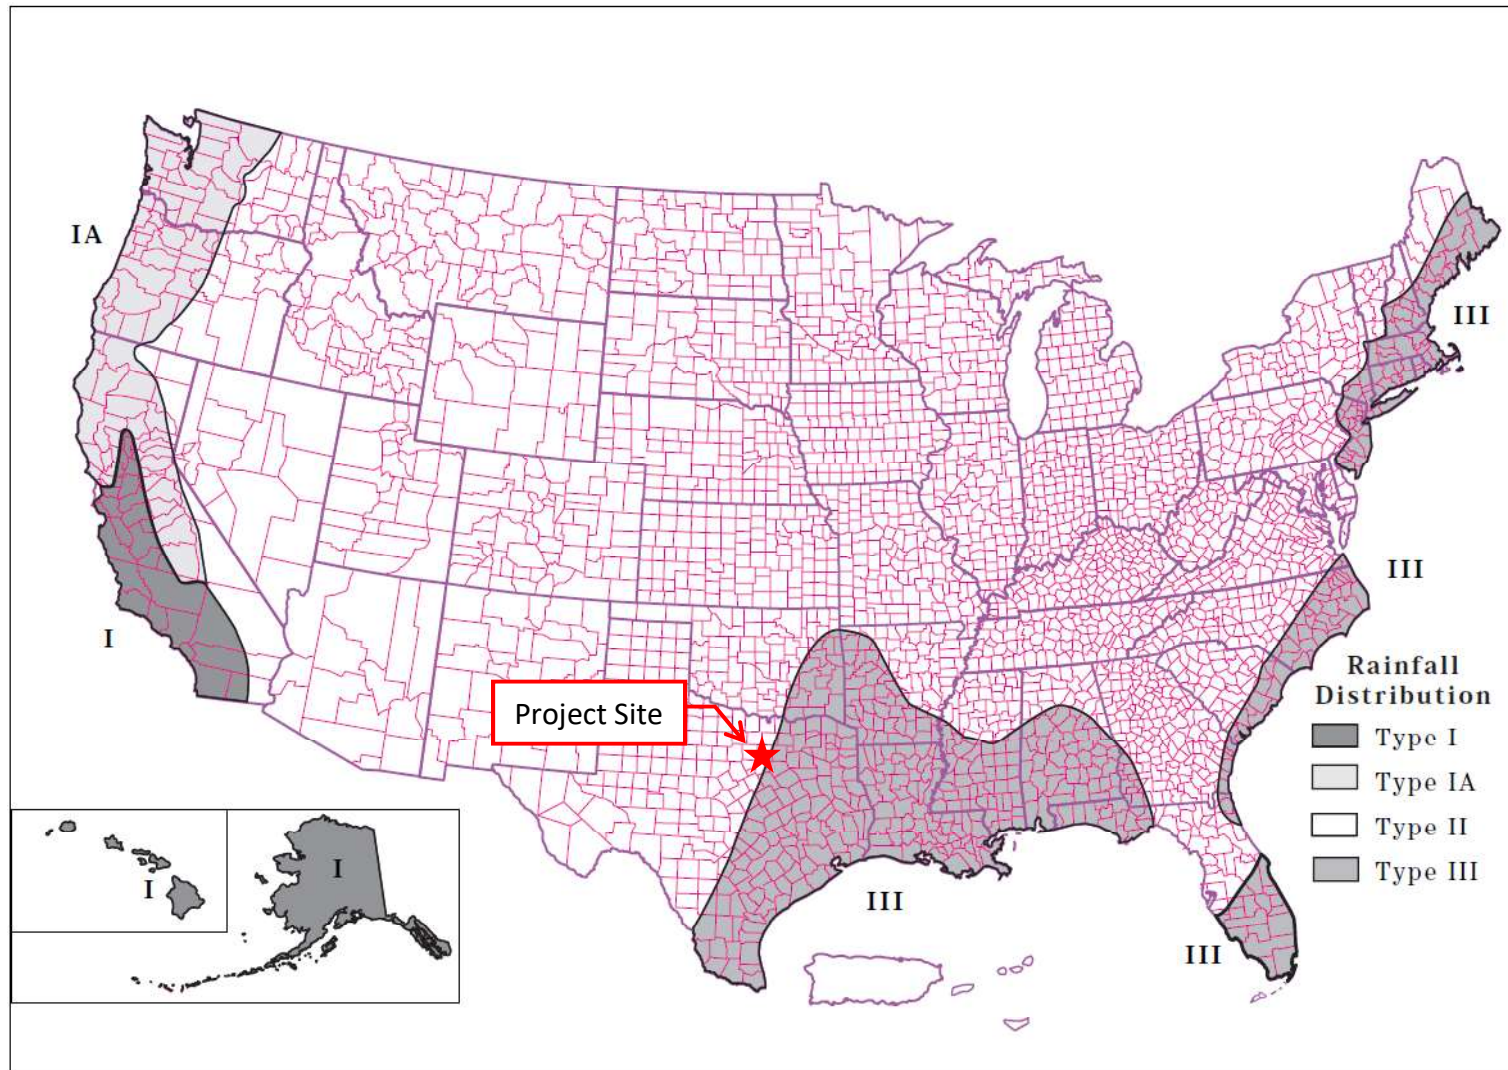 IA
III
III
I
Rainfall
Distribution
Type I
Type IA
Type II
Type III
Project Site
I
I
III
III